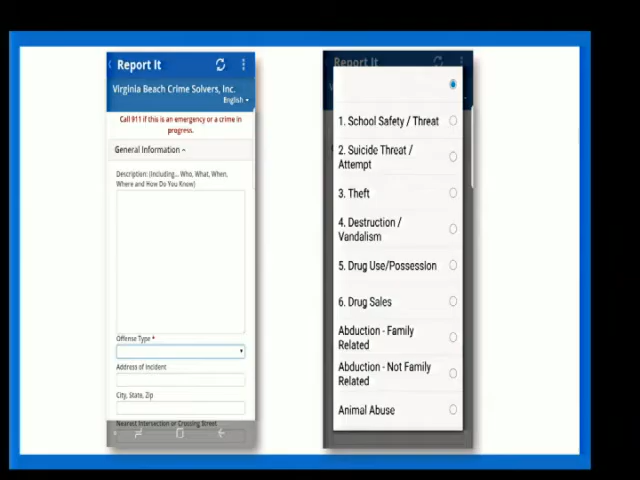 Report It
Virginia Beach Crime Solvers, Inc.
English
Call 911 if this is an emergency or a crime in
progress.
General Information
Description: (Including... Who, What, When,
Where and How Do You Know)
Offense Type *
Address of Incident
City, State, Zip
Nearest Intersection or Crossing Street
Report It
1. School Safety / Threat
2. Suicide Threat /
Attempt
3. Theft
4. Destruction /
Vandalism
5. Drug Use/Possession
6. Drug Sales
Abduction - Family
Related
Abduction - Not Family
Related
Animal Abuse